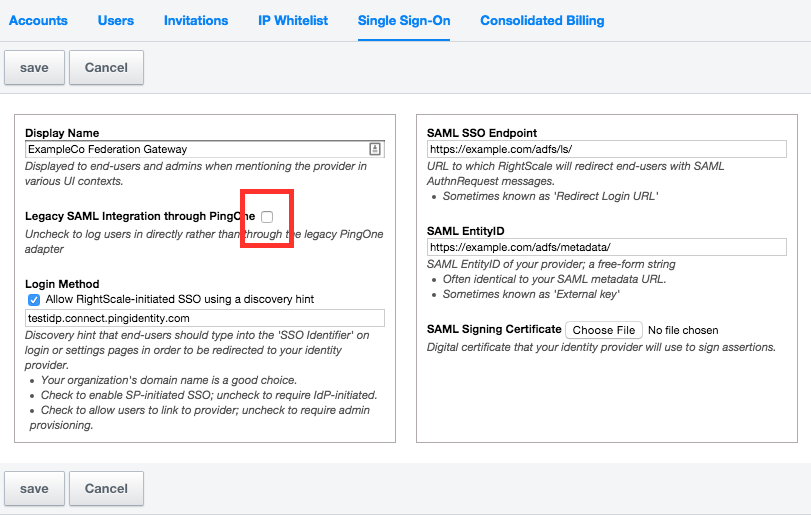 Accounts Users Invitations IP Whitelist Single Sign-On Consolidated Billing
save Cancel
Display Name
ExampleCo Federation Gateway
Displayed to end-users and admins when mentioning the provider in
various UI contexts.
Legacy SAML Integration through PingOne
Uncheck to log users in directly rather than through the legacy PingOne
adapter
Login Method
Allow RightScale-initiated SSO using a discovery hint
testidp.connect.pingidentity.com
Discovery hint that end-users should type into the 'SSO Identifier' on
login or settings pages in order to be redirected to your identity
provider.
• Your organization's domain name is a good choice.
• Check to enable SP-initiated SSO; uncheck to require IdP-initiated.
• Check to allow users to link to provider; uncheck to require admin
provisioning.
SAML SSO Endpoint
https://example.com/adfs/ls/
URL to which RightScale will redirect end-users with SAML
AuthnRequest messages.
• Sometimes known as 'Redirect Login URL'
SAML EntityID
https://example.com/adfs/metadata/
SAML EntityID of your provider; a free-form string
• Often identical to your SAML metadata URL.
• Sometimes known as 'External key'
SAML Signing Certificate Choose File No file chosen
Digital certificate that your identity provider will use to sign assertions.
save Cancel